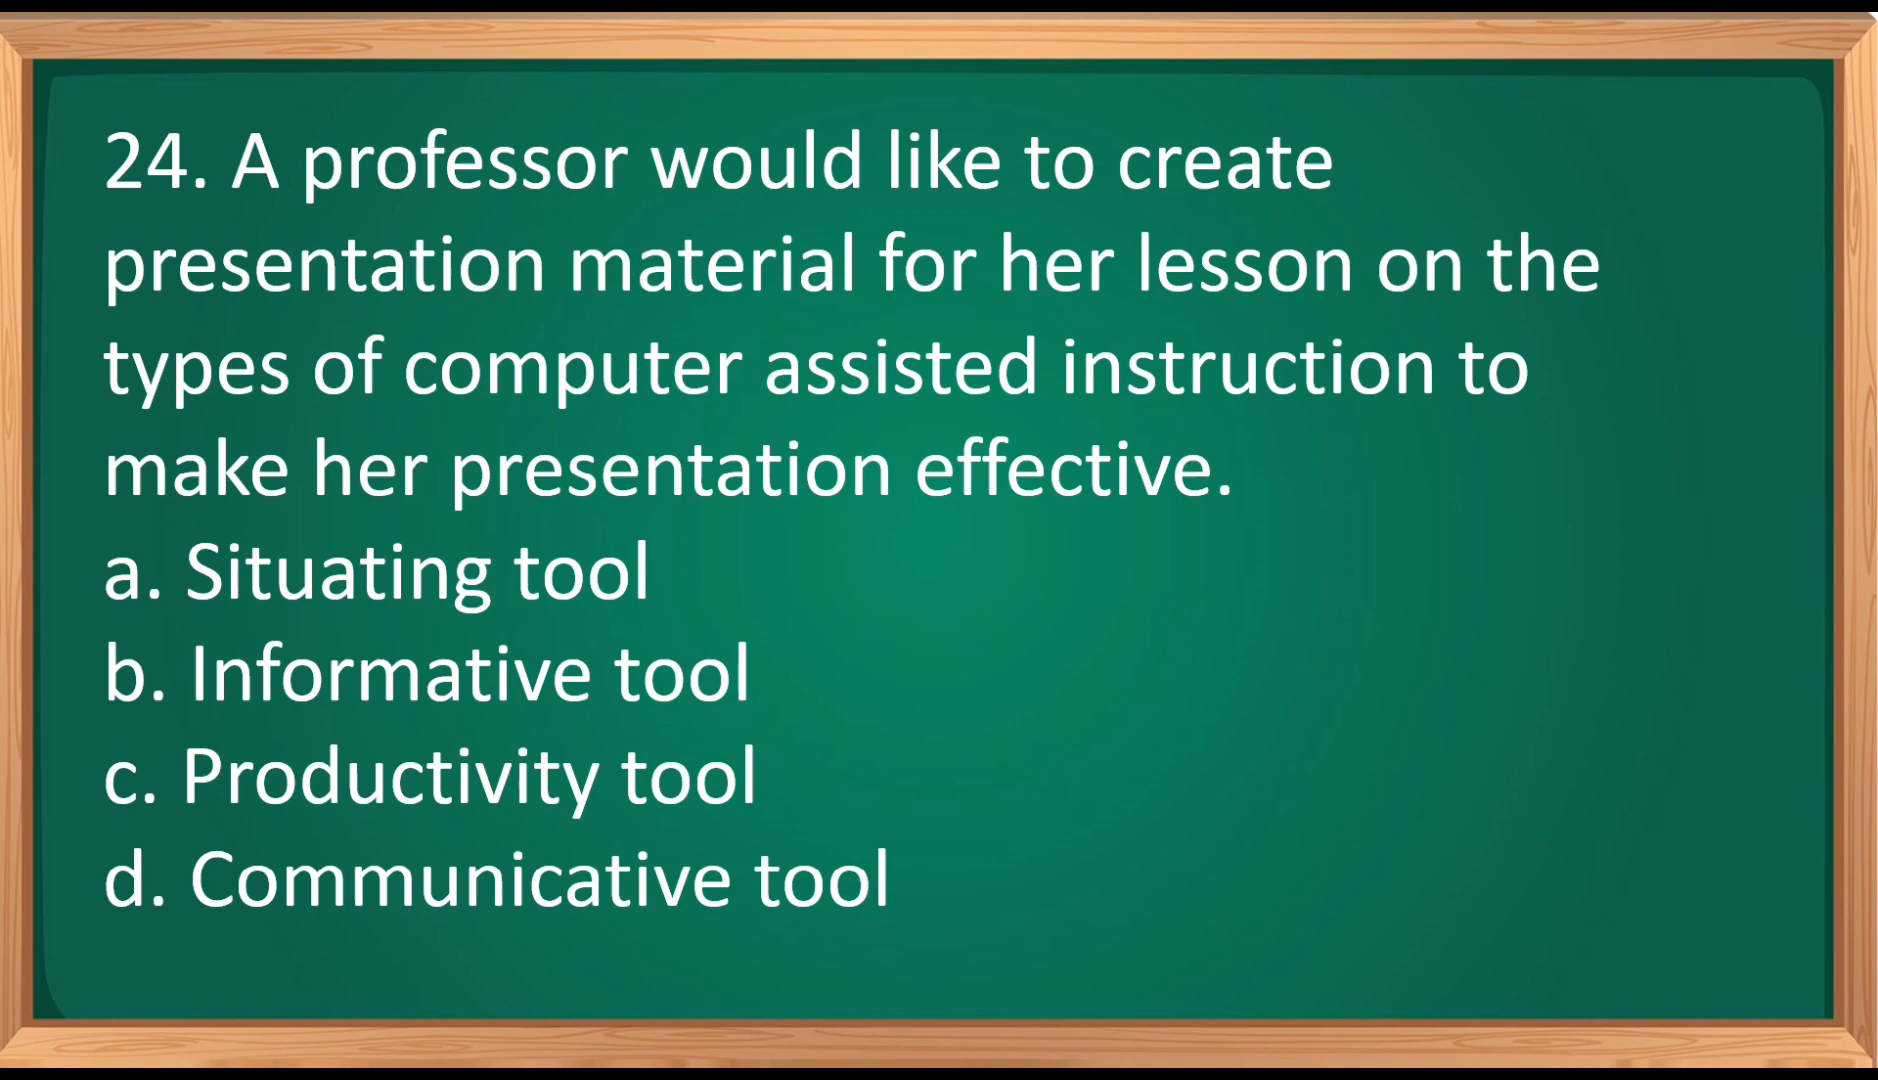 24. A professor would like to create
presentation material for her lesson on the
types of computer assisted instruction to
make her presentation effective.
a. Situating tool
b. Informative tool
c. Productivity tool
d. Communicative tool